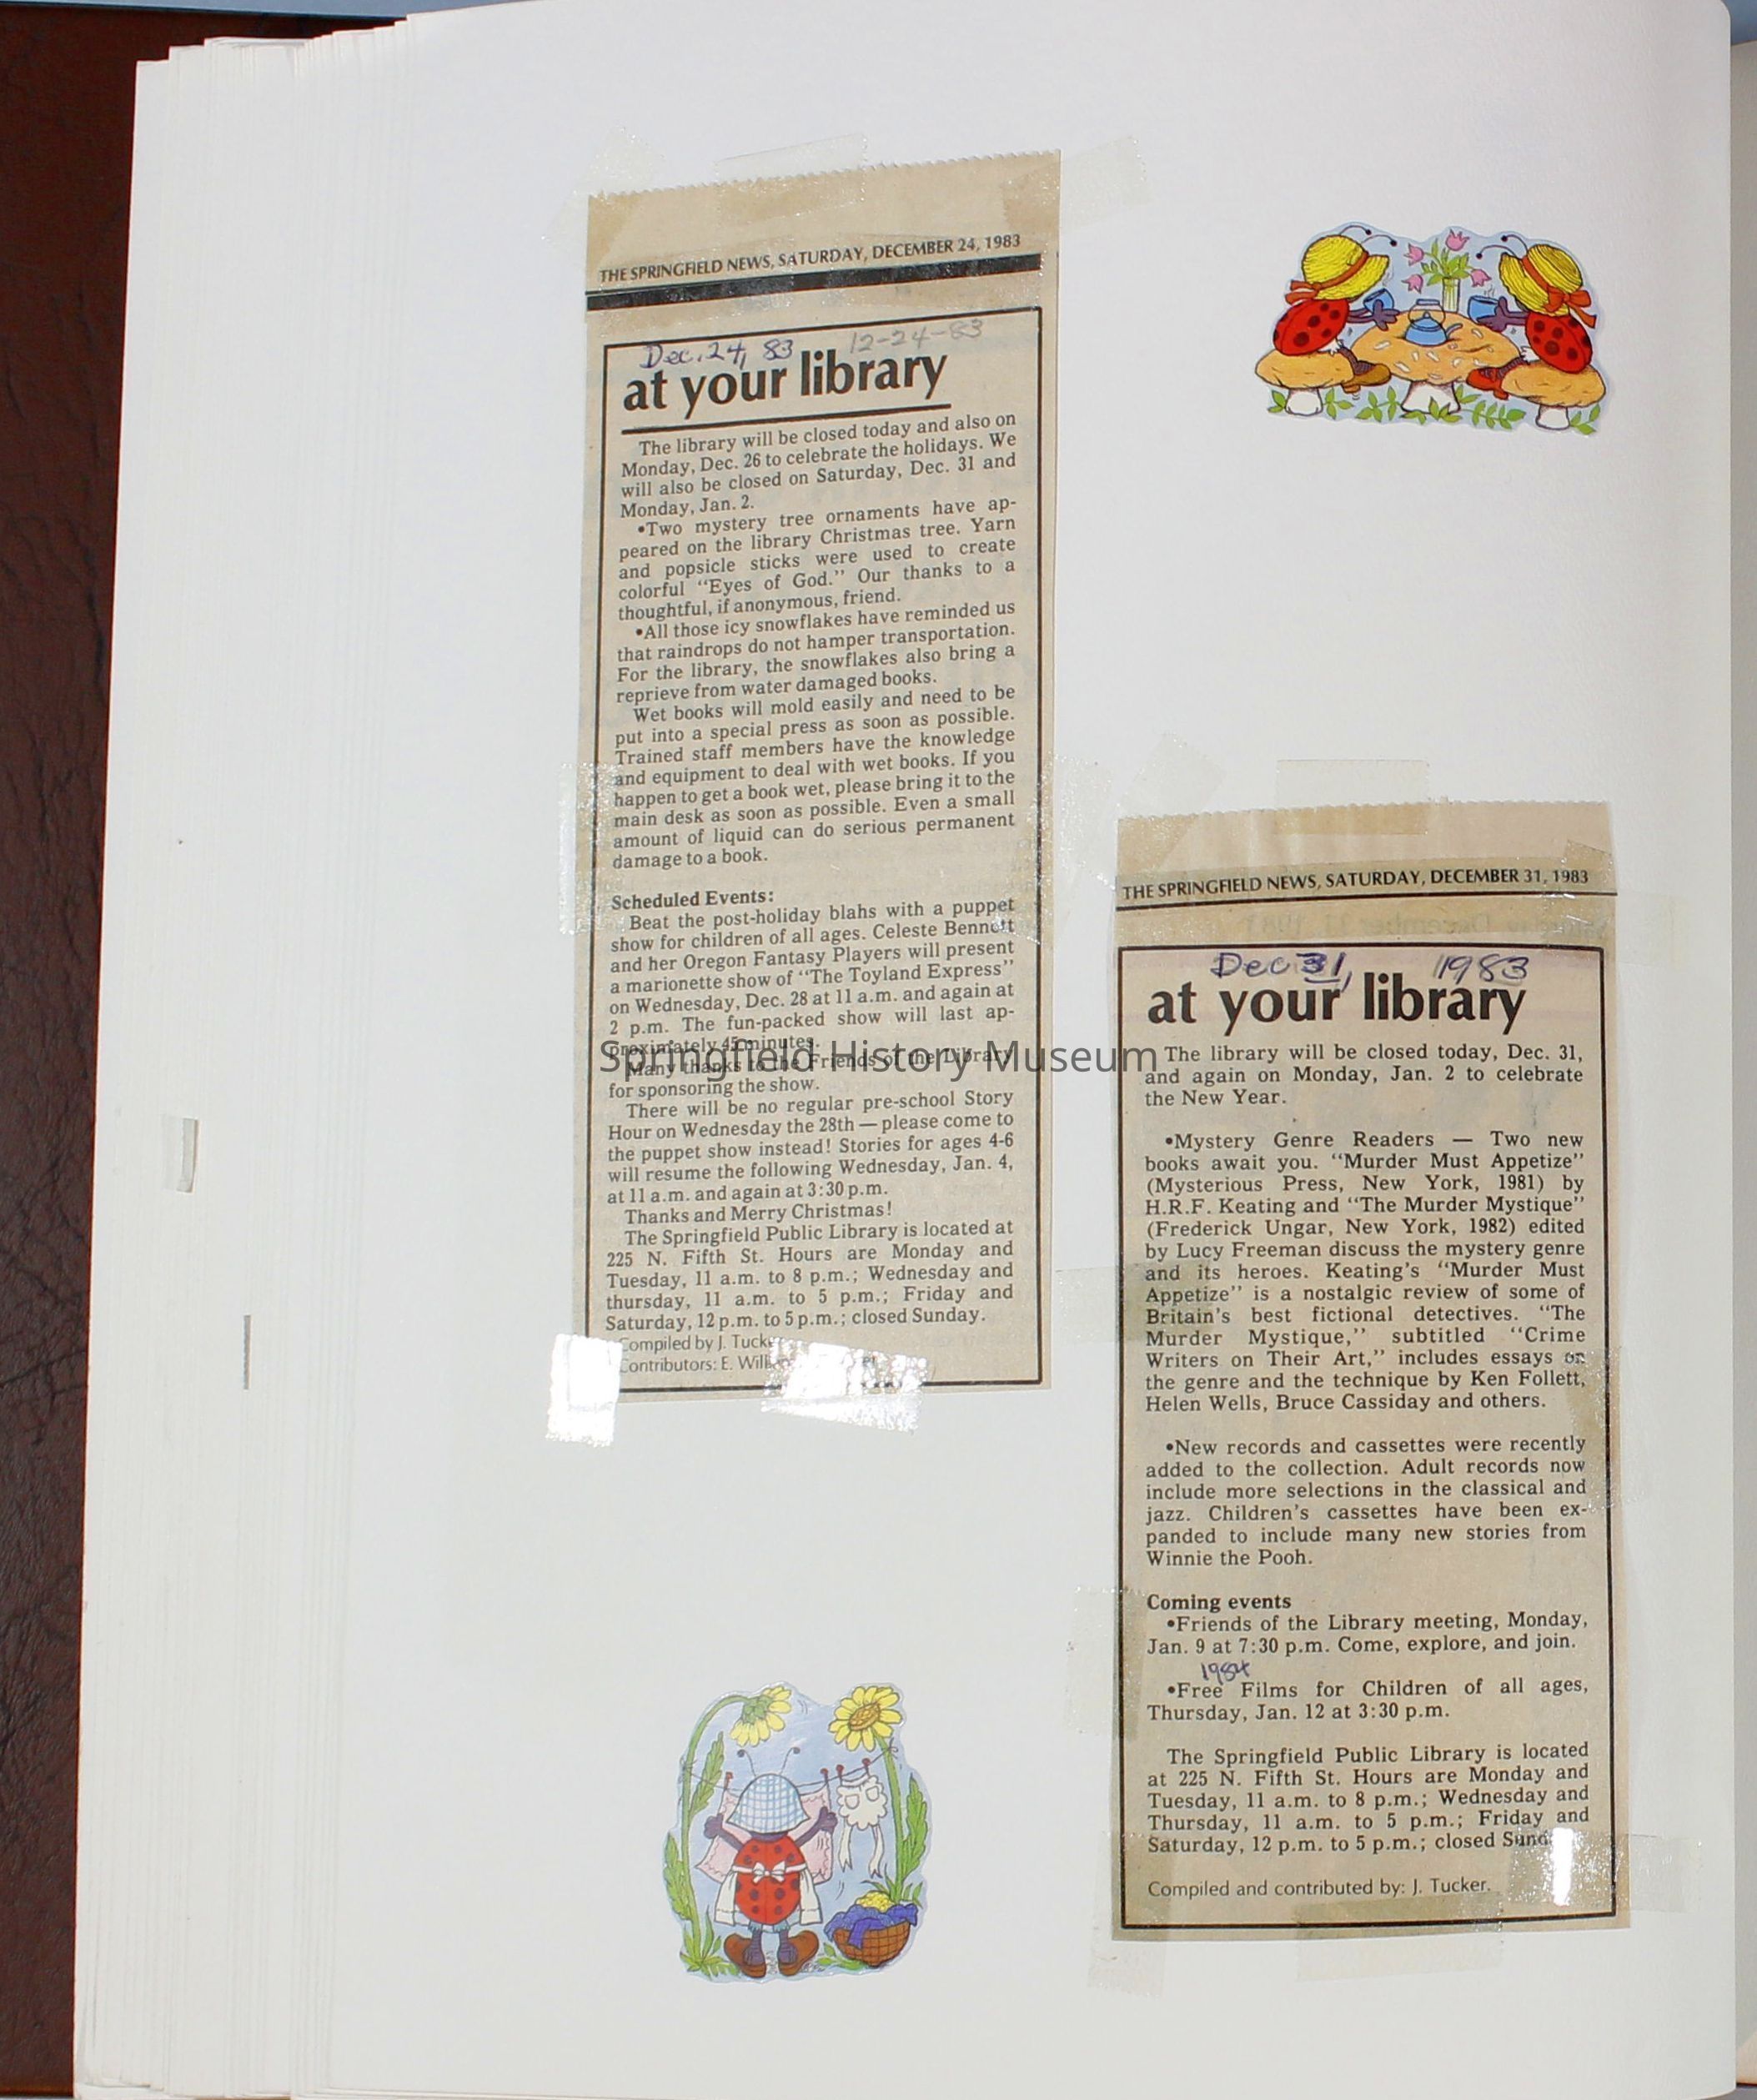 THE SPRINGFIELD NEWS, SATURDAY, DECEMBER 24, 1983
Dec. 24, 83 12-24-83
at your library
The library will be closed today and also on
Monday, Dec. 26 to celebrate the holidays. We
will also be closed on Saturday, Dec. 31 and
Monday, Jan. 2.
•Two mystery tree ornaments have ap-
peared on the library Christmas tree. Yarn
and popsicle sticks were used to create
colorful "Eyes of God." Our thanks to a
thoughtful, if anonymous, friend.
•All those icy snowflakes have reminded us
that raindrops do not hamper transportation.
For the library, the snowflakes also bring a
reprieve from water damaged books.
Wet books will mold easily and need to be
put into a special press as soon as possible.
Trained staff members have the knowledge
and equipment to deal with wet books. If you
happen to get a book wet, please bring it to the
main desk as soon as possible. Even a small
amount of liquid can do serious permanent
damage to a book.
Scheduled Events:
Beat the post-holiday blahs with a puppet
show for children of all ages. Celeste Bennett
and her Oregon Fantasy Players will present
a marionette show of "The Toyland Express"
on Wednesday, Dec. 28 at 11 a.m. and again at
2 p.m. The fun-packed show will last ap-
proximately 45 minutes.
Many thanks to the Friends of the Library
for sponsoring the show.
There will be no regular pre-school Story
Hour on Wednesday the 28th — please come to
the puppet show instead! Stories for ages 4-6
will resume the following Wednesday, Jan. 4,
at 11 a.m. and again at 3:30 p.m.
Thanks and Merry Christmas!
The Springfield Public Library is located at
225 N. Fifth St. Hours are Monday and
Tuesday, 11 a.m. to 8 p.m.; Wednesday and
thursday, 11 a.m. to 5 p.m.; Friday and
Saturday, 12 p.m. to 5 p.m.; closed Sunday.
Compiled by J.
Contributors: E.
Springfield History Museum
THE SPRINGFIELD NEWS, SATURDAY, DECEMBER 31, 1983
Dec 31, 1983
at your library
The library will be closed today, Dec. 31,
and again on Monday, Jan. 2 to celebrate
the New Year.
•Mystery Genre Readers — Two new
books await you. "Murder Must Appetize"
(Mysterious Press, New York, 1981) by
H.R.F. Keating and "The Murder Mystique"
(Frederick Ungar, New York, 1982) edited
by Lucy Freeman discuss the mystery genre
and its heroes. Keating's "Murder Must
Appetize" is a nostalgic review of some of
Britain's best fictional detectives. "The
Murder Mystique," subtitled "Crime
Writers on Their Art," includes essays on
the genre and the technique by Ken Follett,
Helen Wells, Bruce Cassiday and others.
•New records and cassettes were recently
added to the collection. Adult records now
include more selections in the classical and
jazz. Children's cassettes have been ex-
panded to include many new stories from
Winnie the Pooh.
Coming events
•Friends of the Library meeting, Monday,
Jan. 9 at 7:30 p.m. Come, explore, and join.
1984
•Free Films for Children of all ages,
Thursday, Jan. 12 at 3:30 p.m.
The Springfield Public Library is located
at 225 N. Fifth St. Hours are Monday and
Tuesday, 11 a.m. to 8 p.m.; Wednesday and
Thursday, 11 a.m. to 5 p.m.; Friday and
Saturday, 12 p.m. to 5 p.m.; closed
Compiled and contributed by: J. Tucker.